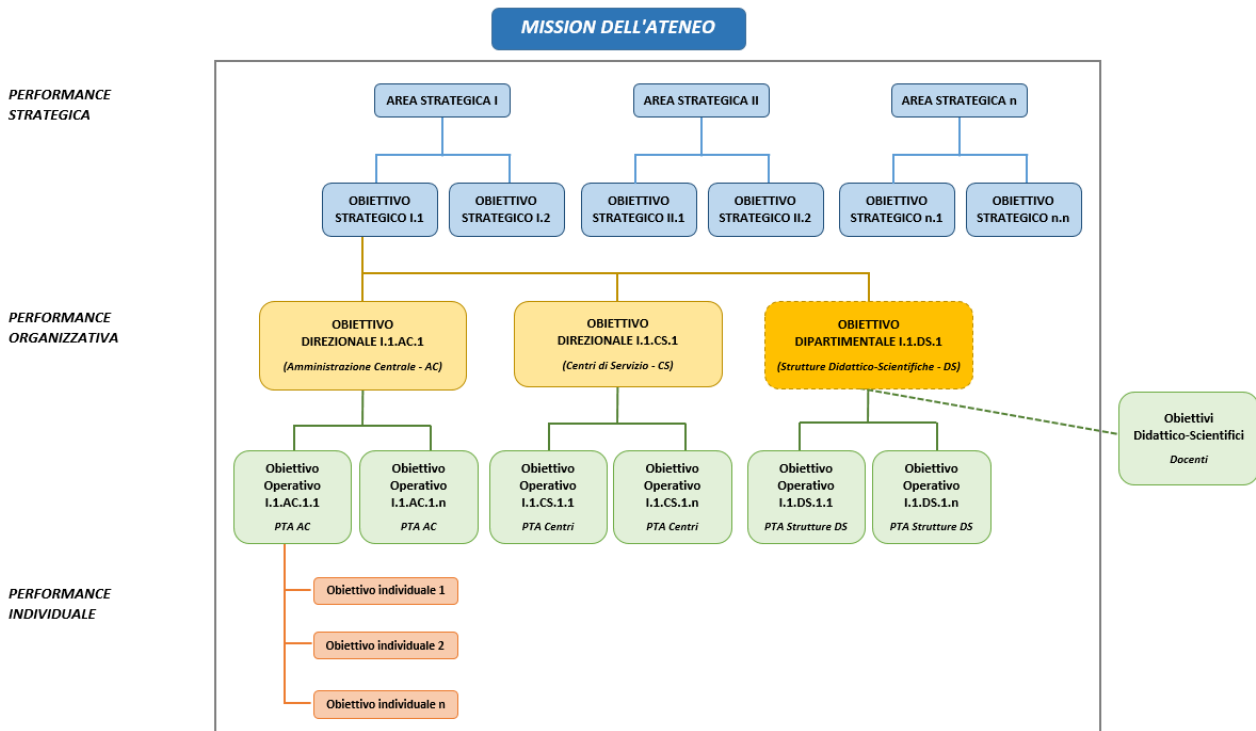 MISSION DELL'ATENEO
PERFORMANCE
STRATEGICA
AREA STRATEGICA I
AREA STRATEGICA II
AREA STRATEGICA n
OBIETTIVO
STRATEGICO I.1
OBIETTIVO
STRATEGICO I.2
OBIETTIVO
STRATEGICO II.1
OBIETTIVO
STRATEGICO II.2
OBIETTIVO
STRATEGICO n.1
OBIETTIVO
STRATEGICO n.n
PERFORMANCE
ORGANIZZATIVA
OBIETTIVO
DIREZIONALE I.1.AC.1
(Amministrazione Centrale - AC)
OBIETTIVO
DIREZIONALE I.1.CS.1
(Centri di Servizio - CS)
OBIETTIVO
DIPARTIMENTALE I.1.DS.1
(Strutture Didattico-Scientifiche - DS)
Obiettivi
Didattico-Scientifici
Docenti
Obiettivo
Operativo
I.1.AC.1.1
PTA AC
Obiettivo
Operativo
I.1.AC.1.n
PTA AC
Obiettivo
Operativo
I.1.CS.1.1
PTA Centri
Obiettivo
Operativo
I.1.CS.1.n
PTA Centri
Obiettivo
Operativo
I.1.DS.1.1
PTA Strutture DS
Obiettivo
Operativo
I.1.DS.1.n
PTA Strutture DS
PERFORMANCE
INDIVIDUALE
Obiettivo individuale 1
Obiettivo individuale 2
Obiettivo individuale n